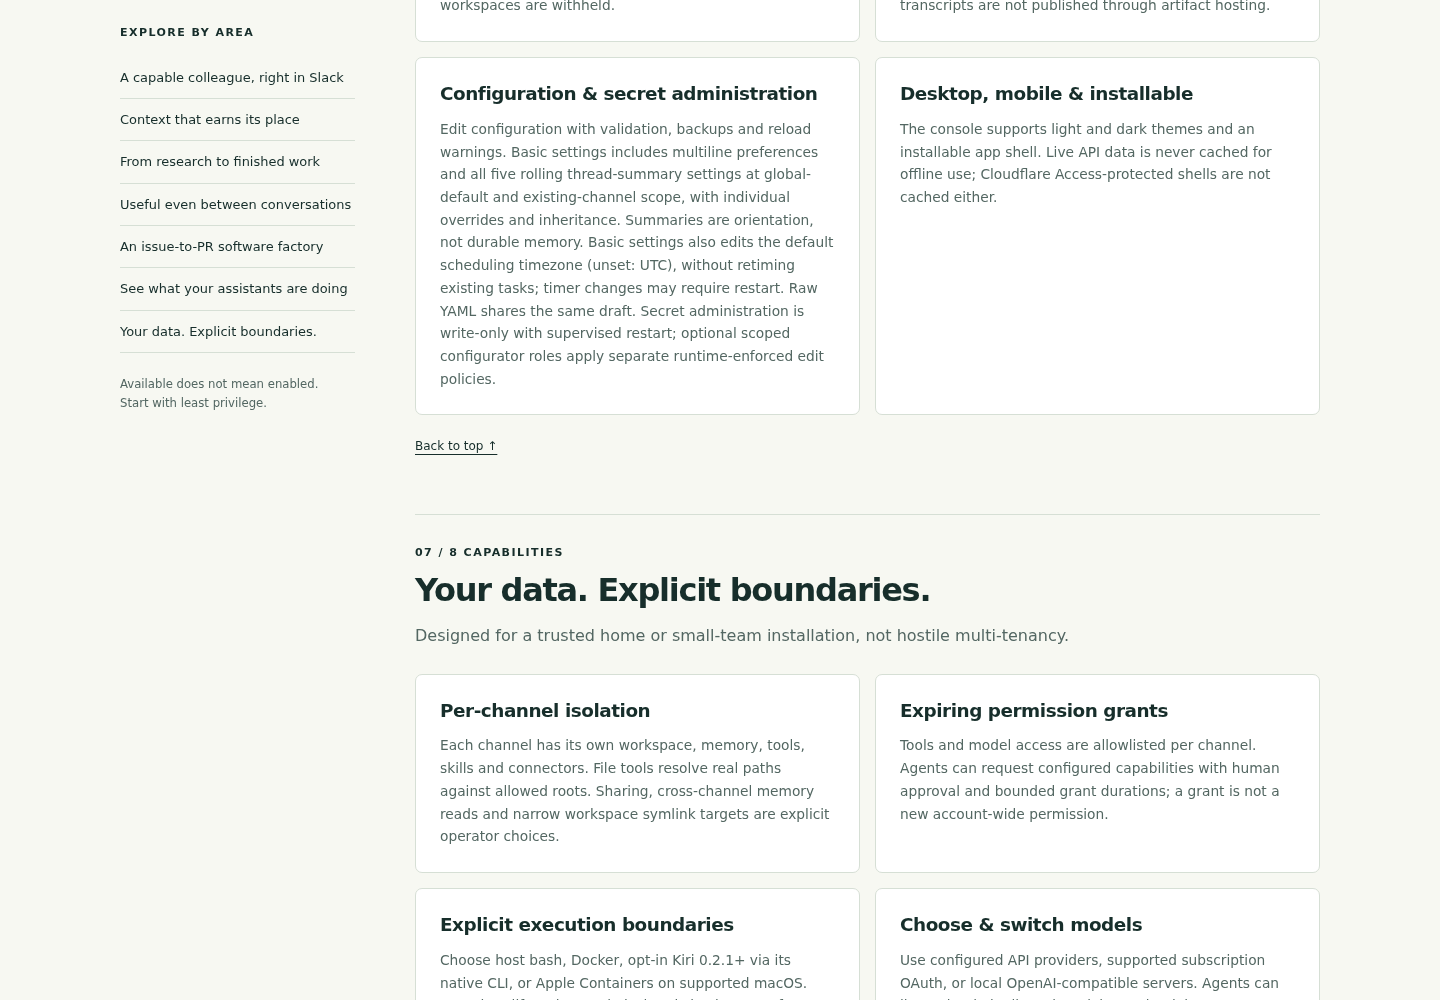 EXPLORE BY AREA
A capable colleague, right in Slack
Context that earns its place
From research to finished work
Useful even between conversations
An issue-to-PR software factory
See what your assistants are doing
Your data. Explicit boundaries.
Available does not mean enabled.
Start with least privilege.
workspaces are withheld.
transcripts are not published through artifact hosting.
Configuration & secret administration
Edit configuration with validation, backups and reload
warnings. Basic settings includes multiline preferences
and all five rolling thread-summary settings at global-
default and existing-channel scope, with individual
overrides and inheritance. Summaries are orientation,
not durable memory. Basic settings also edits the default
scheduling timezone (unset: UTC), without retiming
existing tasks; timer changes may require restart. Raw
YAML shares the same draft. Secret administration is
write-only with supervised restart; optional scoped
configurator roles apply separate runtime-enforced edit
policies.
Desktop, mobile & installable
The console supports light and dark themes and an
installable app shell. Live API data is never cached for
offline use; Cloudflare Access-protected shells are not
cached either.
Back to top ↑
07 / 8 CAPABILITIES
Your data. Explicit boundaries.
Designed for a trusted home or small-team installation, not hostile multi-tenancy.
Per-channel isolation
Each channel has its own workspace, memory, tools,
skills and connectors. File tools resolve real paths
against allowed roots. Sharing, cross-channel memory
reads and narrow workspace symlink targets are explicit
operator choices.
Expiring permission grants
Tools and model access are allowlisted per channel.
Agents can request configured capabilities with human
approval and bounded grant durations; a grant is not a
new account-wide permission.
Explicit execution boundaries
Choose host bash, Docker, opt-in Kiri 0.2.1+ via its
native CLI, or Apple Containers on supported macOS.
Choose & switch models
Use configured API providers, supported subscription
OAuth, or local OpenAI-compatible servers. Agents can